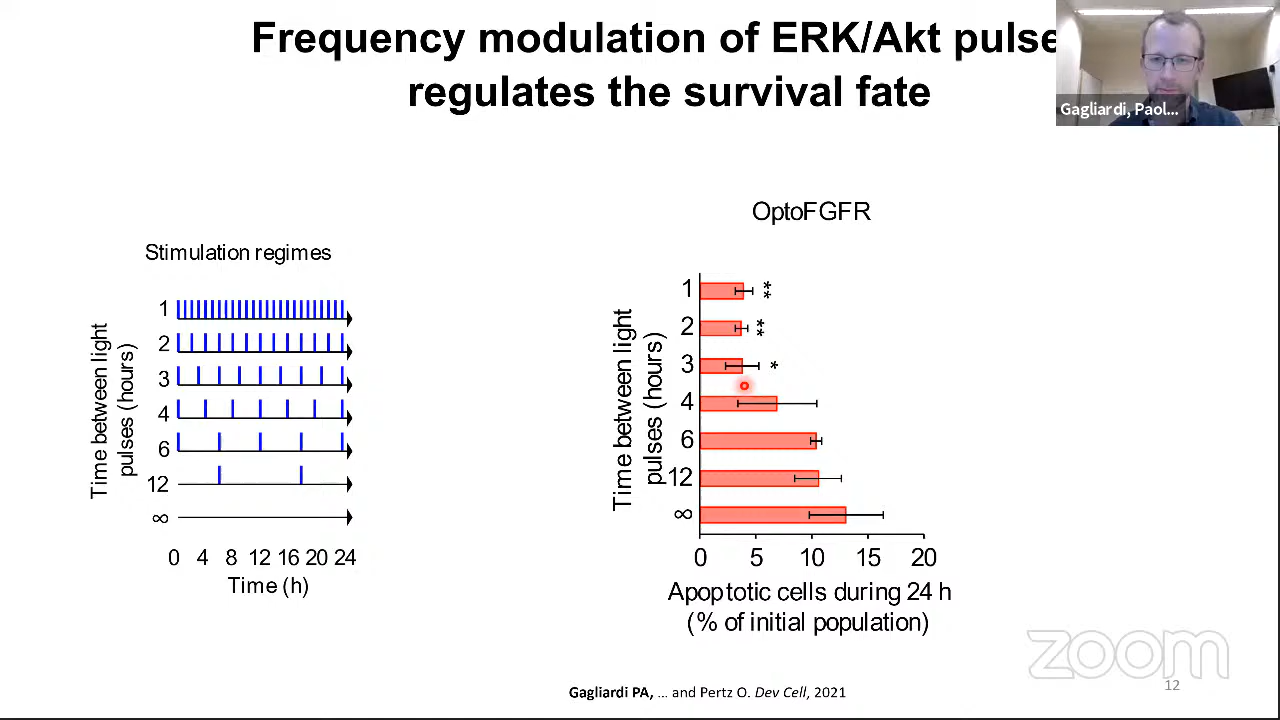 Frequency modulation of ERK/Akt pulse
regulates the survival fate
Gagliardi, Paol...
OptoFGFR
Stimulation regimes
Time between light
pulses (hours)
1
2
3
4
6
12
∞
0 4 8 12 16 20 24
Time (h)
Time between light
pulses (hours)
1 **
2 **
3 *
4
6
12
∞
0 5 10 15 20
Apoptotic cells during 24 h
(% of initial population)
zoom
12
Gagliardi PA, ... and Pertz O. Dev Cell, 2021